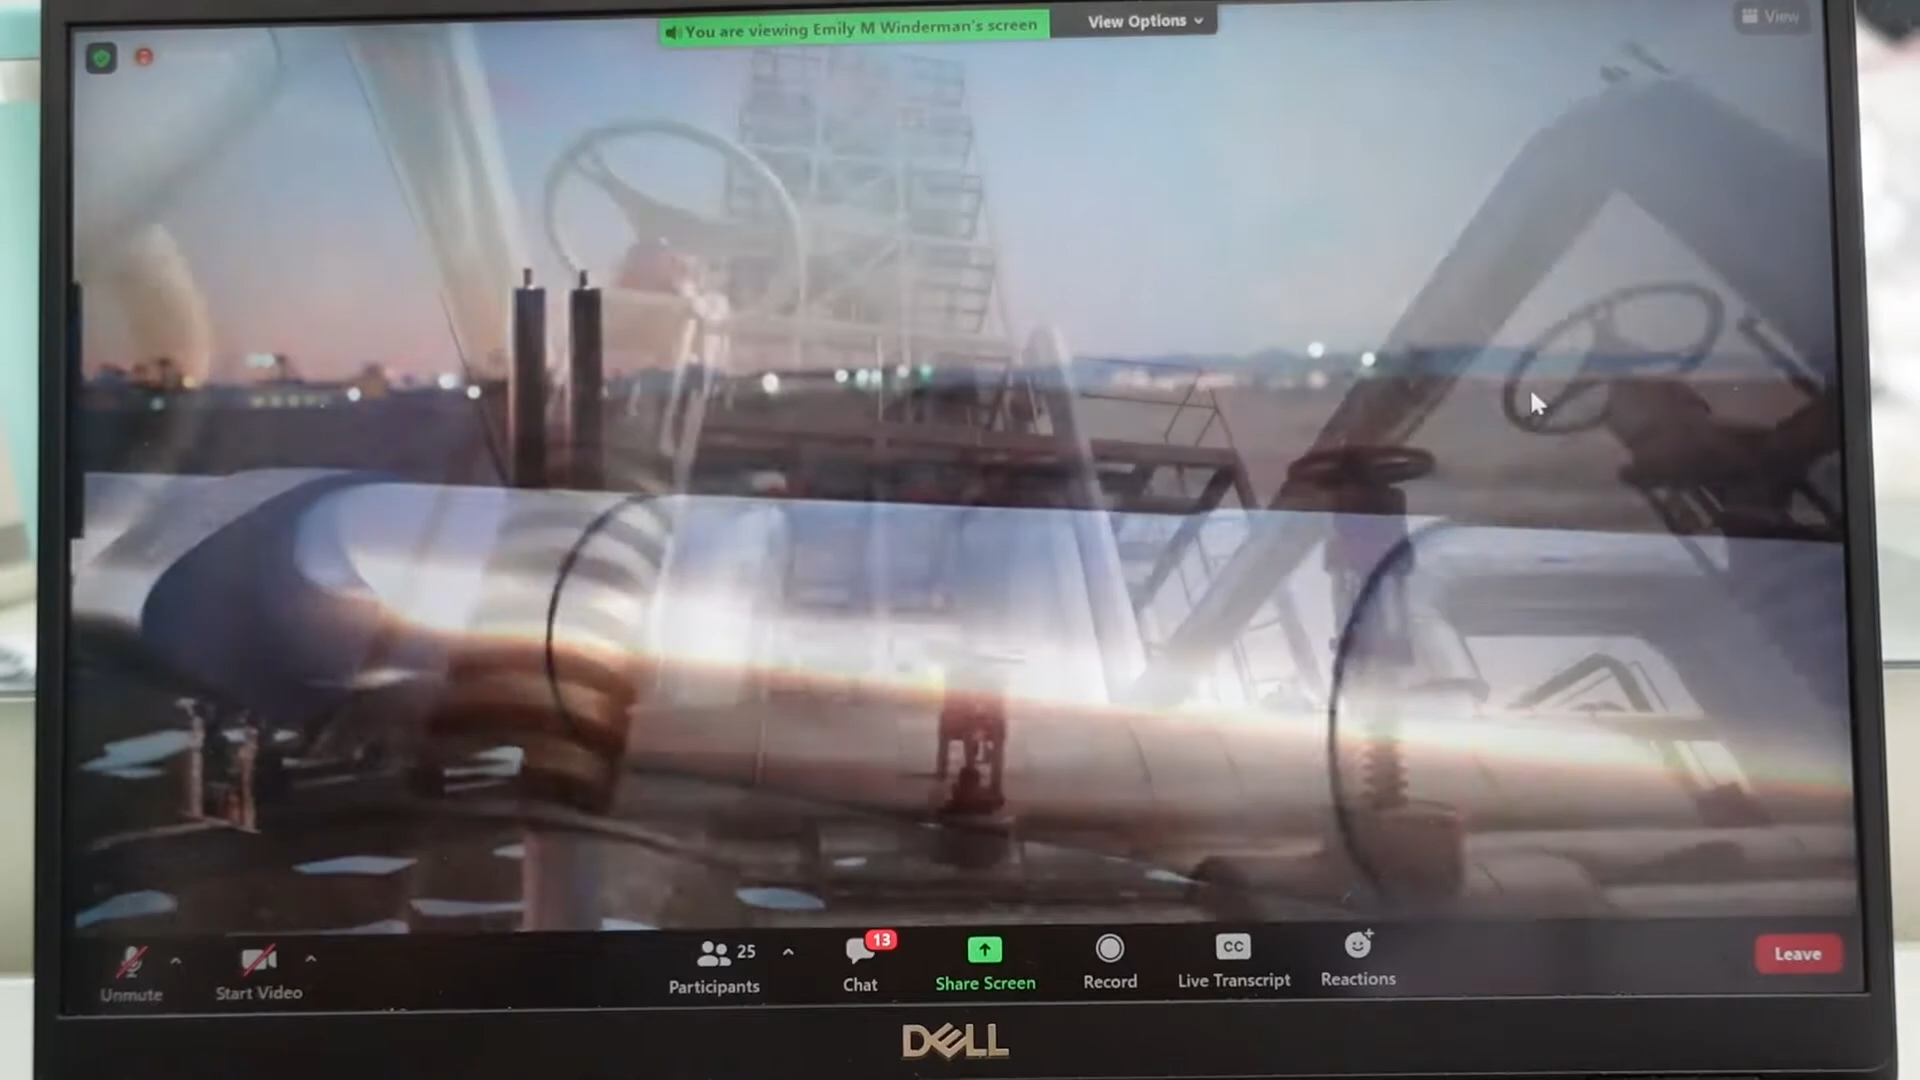 You are viewing Emily M Winderman's screen
View Options
View
Unmute
Start Video
25
Participants
13
Chat
Share Screen
Record
CC
Live Transcript
Reactions
Leave
DELL